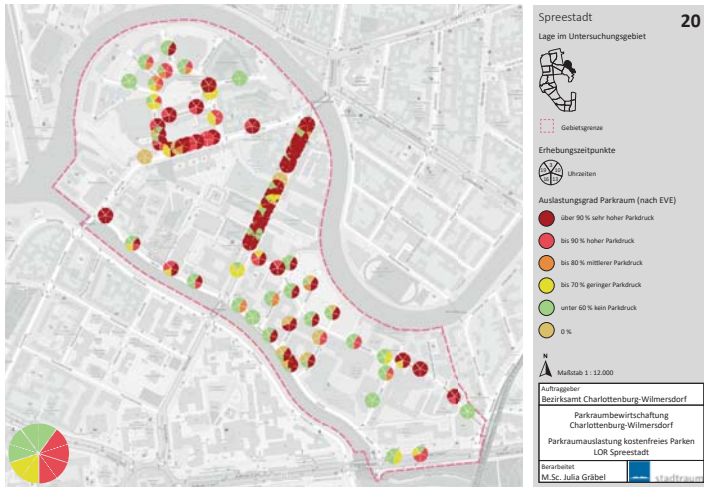 Spreestadt
20
Lage im Untersuchungsgebiet
Gebietsgrenze
Erhebungszeitpunkte
Uhrzeiten
Auslastungsgrad Parkraum (nach EVE)
über 90 % sehr hoher Parkdruck
bis 90 % hoher Parkdruck
bis 80 % mittlerer Parkdruck
bis 70 % geringer Parkdruck
unter 60 % kein Parkdruck
0 %
N
Maßstab 1 : 12.000
Auftraggeber
Bezirksamt Charlottenburg-Wilmersdorf
Parkraumbewirtschaftung
Charlottenburg-Wilmersdorf
Parkraumauslastung kostenfreies Parken
LOR Spreestadt
Bearbeitet
M.Sc. Julia Gräbel
stadtraum